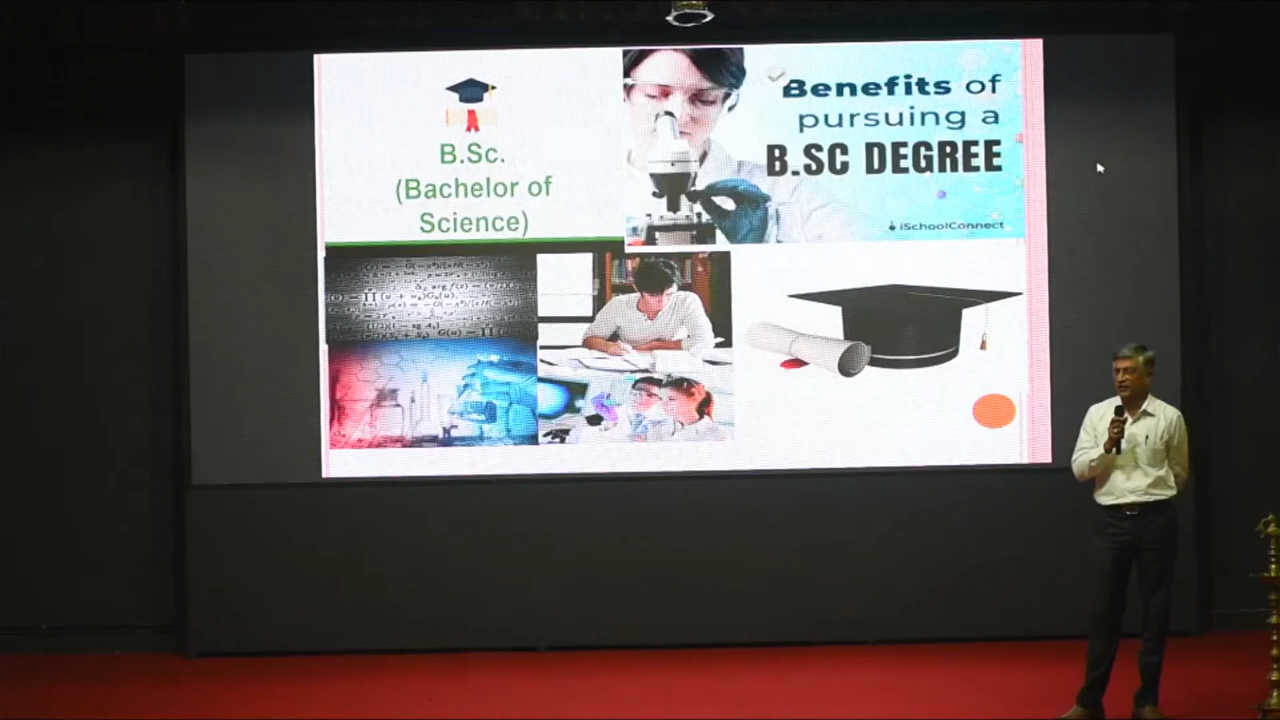 B.Sc.
(Bachelor of
Science)
Benefits of
pursuing a
B.SC DEGREE
iSchoolConnect